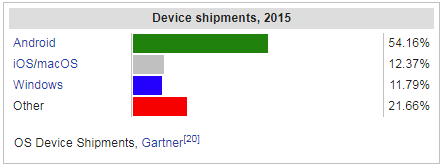 Device shipments, 2015
Android 54.16%
iOS/macOS 12.37%
Windows 11.79%
Other 21.66%
OS Device Shipments, Gartner[20]